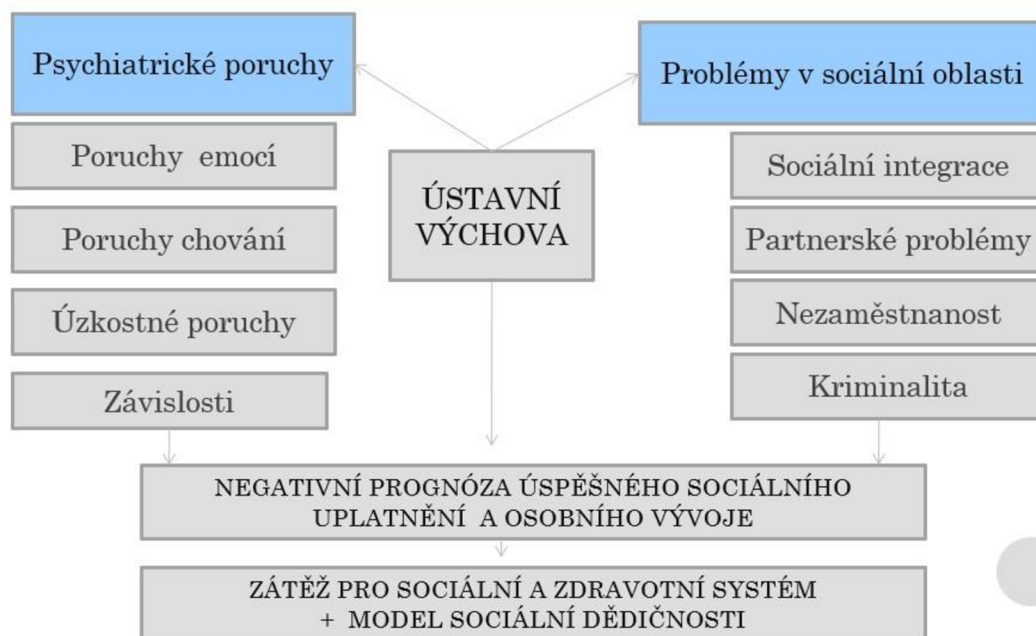 Psychiatrické poruchy
Problémy v sociální oblasti
Poruchy emocí
Poruchy chování
Úzkostné poruchy
Závislosti
ÚSTAVNÍ
VÝCHOVA
Sociální integrace
Partnerské problémy
Nezaměstnanost
Kriminalita
NEGATIVNÍ PROGNÓZA ÚSPĚŠNÉHO SOCIÁLNÍHO
UPLATNĚNÍ A OSOBNÍHO VÝVOJE
ZÁTĚŽ PRO SOCIÁLNÍ A ZDRAVOTNÍ SYSTÉM
+ MODEL SOCIÁLNÍ DĚDIČNOSTI